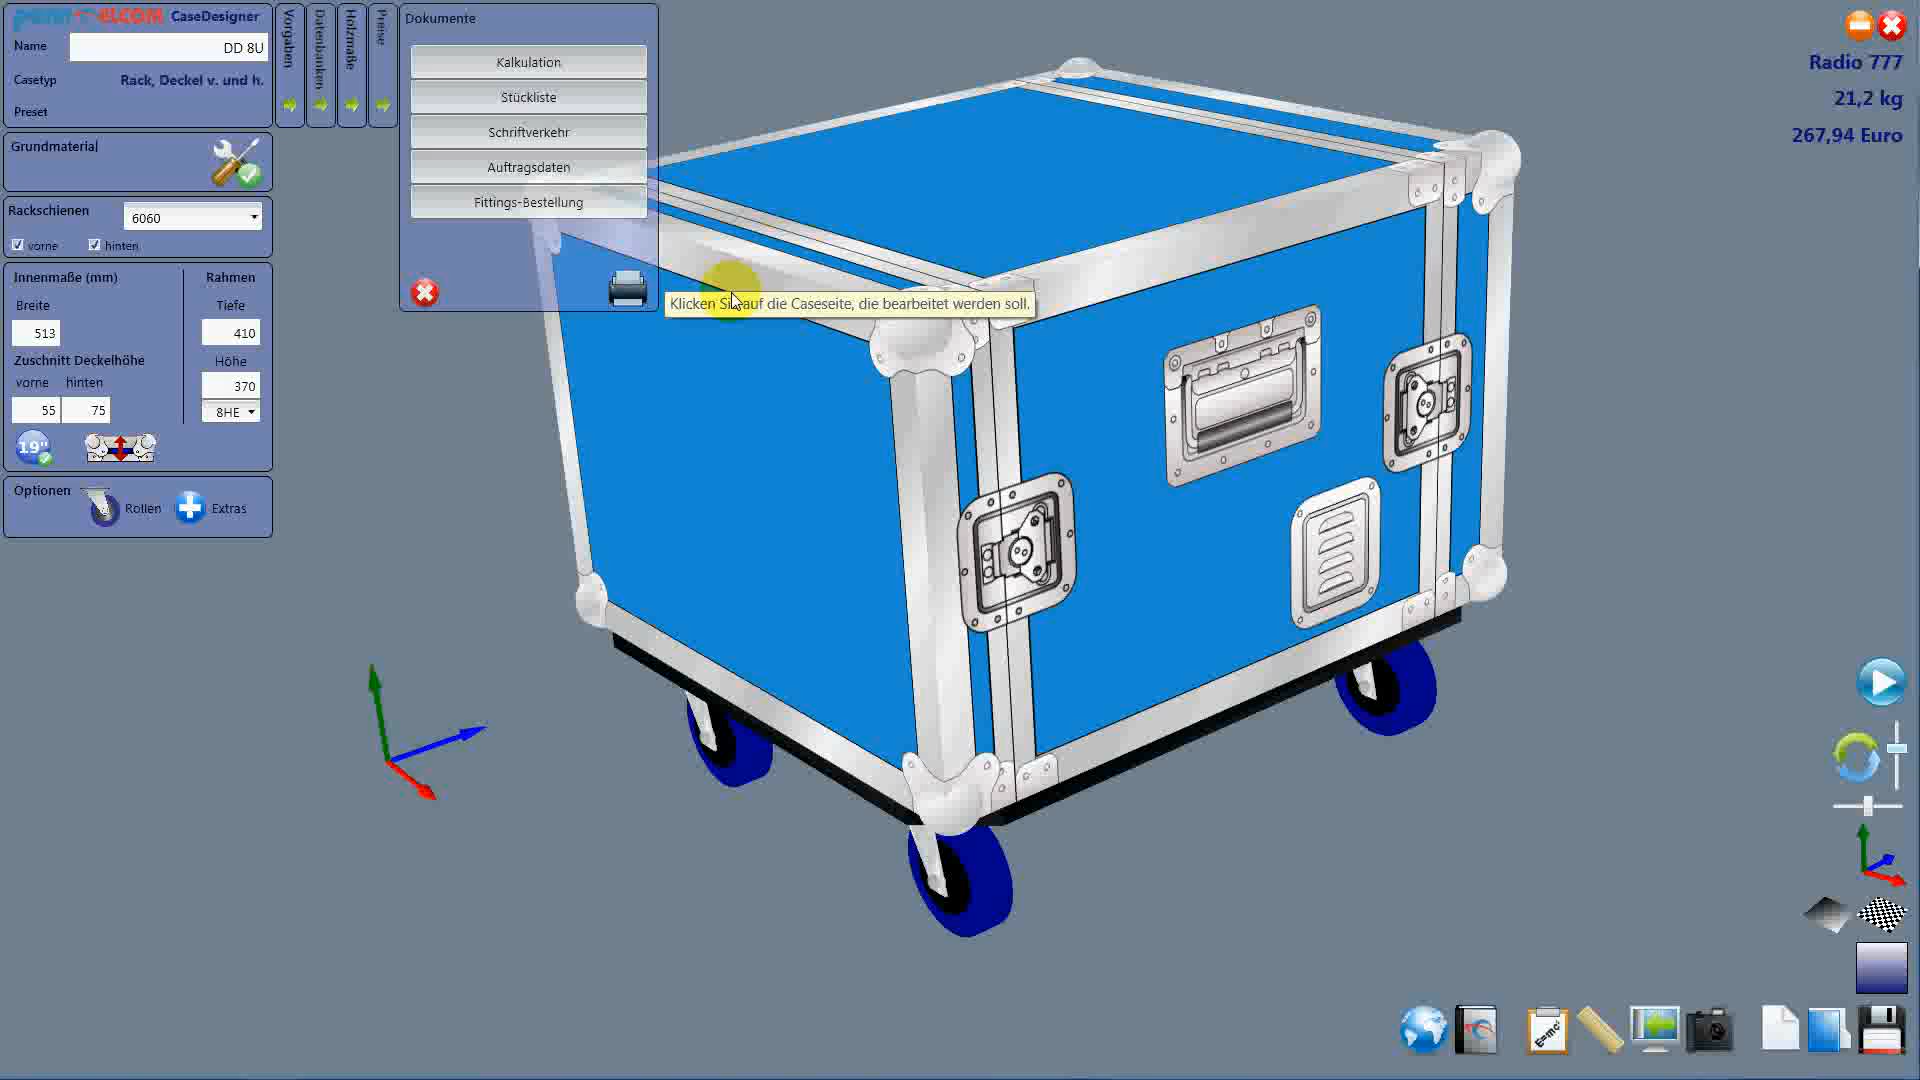 penn elcom CaseDesigner
Name DD 8U
Casetyp Rack, Deckel v. und h.
Preset
Vorgaben
Datenbanken
Holzmaße
Preise
Grundmaterial
Rackschienen 6060
vorne hinten
Innenmaße (mm) Rahmen
Breite Tiefe
513 410
Zuschnitt Deckelhöhe Höhe
vorne hinten 370
55 75 8HE
19"
Optionen Rollen Extras
Dokumente
Kalkulation
Stückliste
Schriftverkehr
Auftragsdaten
Fittings-Bestellung
Klicken Sie auf die Caseseite, die bearbeitet werden soll.
Radio 777
21,2 kg
267,94 Euro
E=mc²